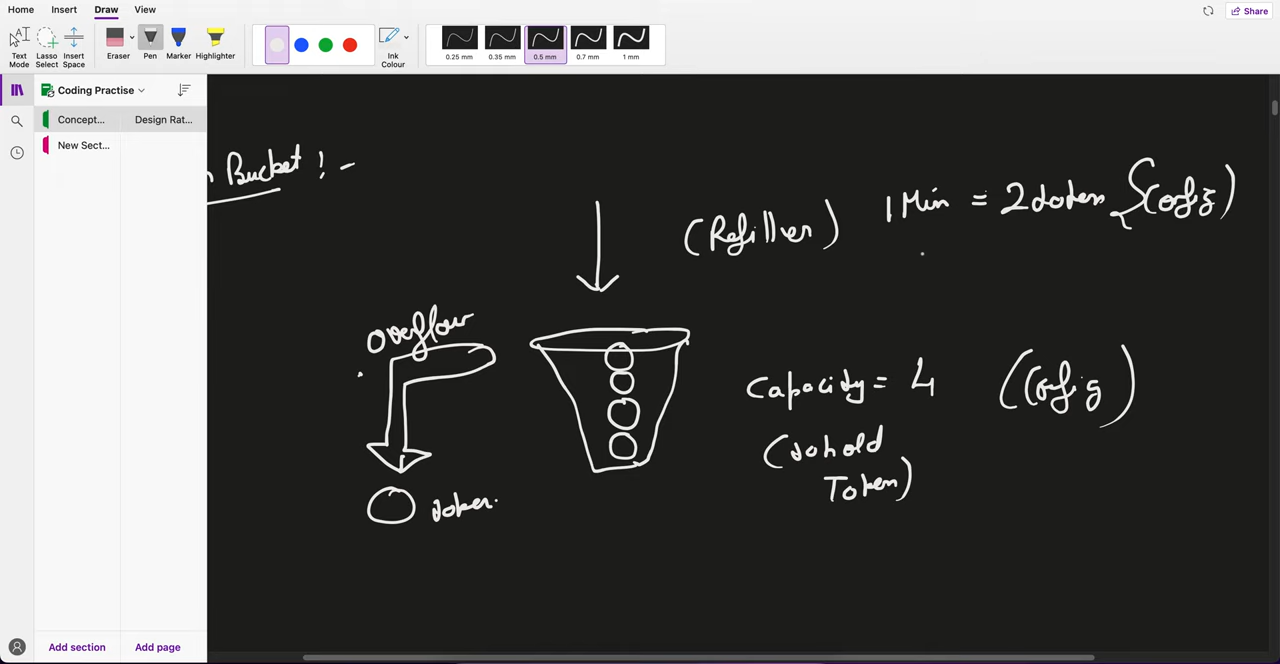 Home Insert Draw View
Share
Text Mode
Lasso Select
Insert Space
Eraser
Pen
Marker
Highlighter
Ink Colour
0.25 mm
0.35 mm
0.5 mm
0.7 mm
1 mm
Coding Practise
Concept...
Design Rat...
New Sect...
n Bucket :-
(Refiller)
1 Min = 2 token (Config)
Overflow
Capacity = 4 (Config)
(to hold
Token)
token.
Add section
Add page